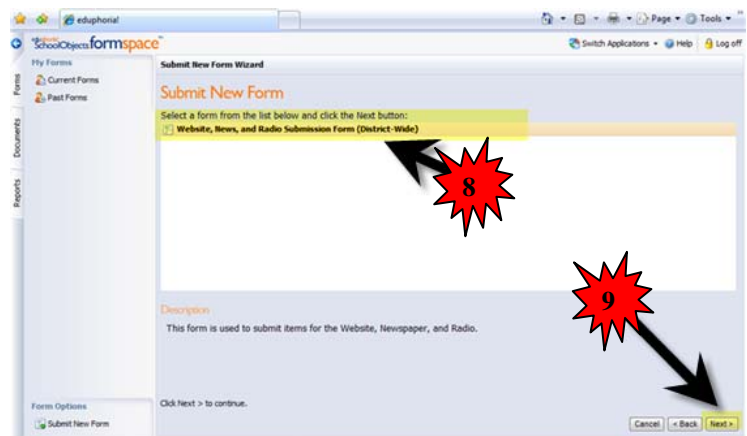 eduphoria!
Page Tools
SchoolObjects formspace
Switch Applications Help Log off
My Forms
Current Forms
Past Forms
Forms
Documents
Reports
Submit New Form Wizard
Submit New Form
Select a form from the list below and click the Next button:
Website, News, and Radio Submission Form (District-Wide)
8
9
Description
This form is used to submit items for the Website, Newspaper, and Radio.
Click Next > to continue.
Form Options
Submit New Form
Cancel < Back Next >